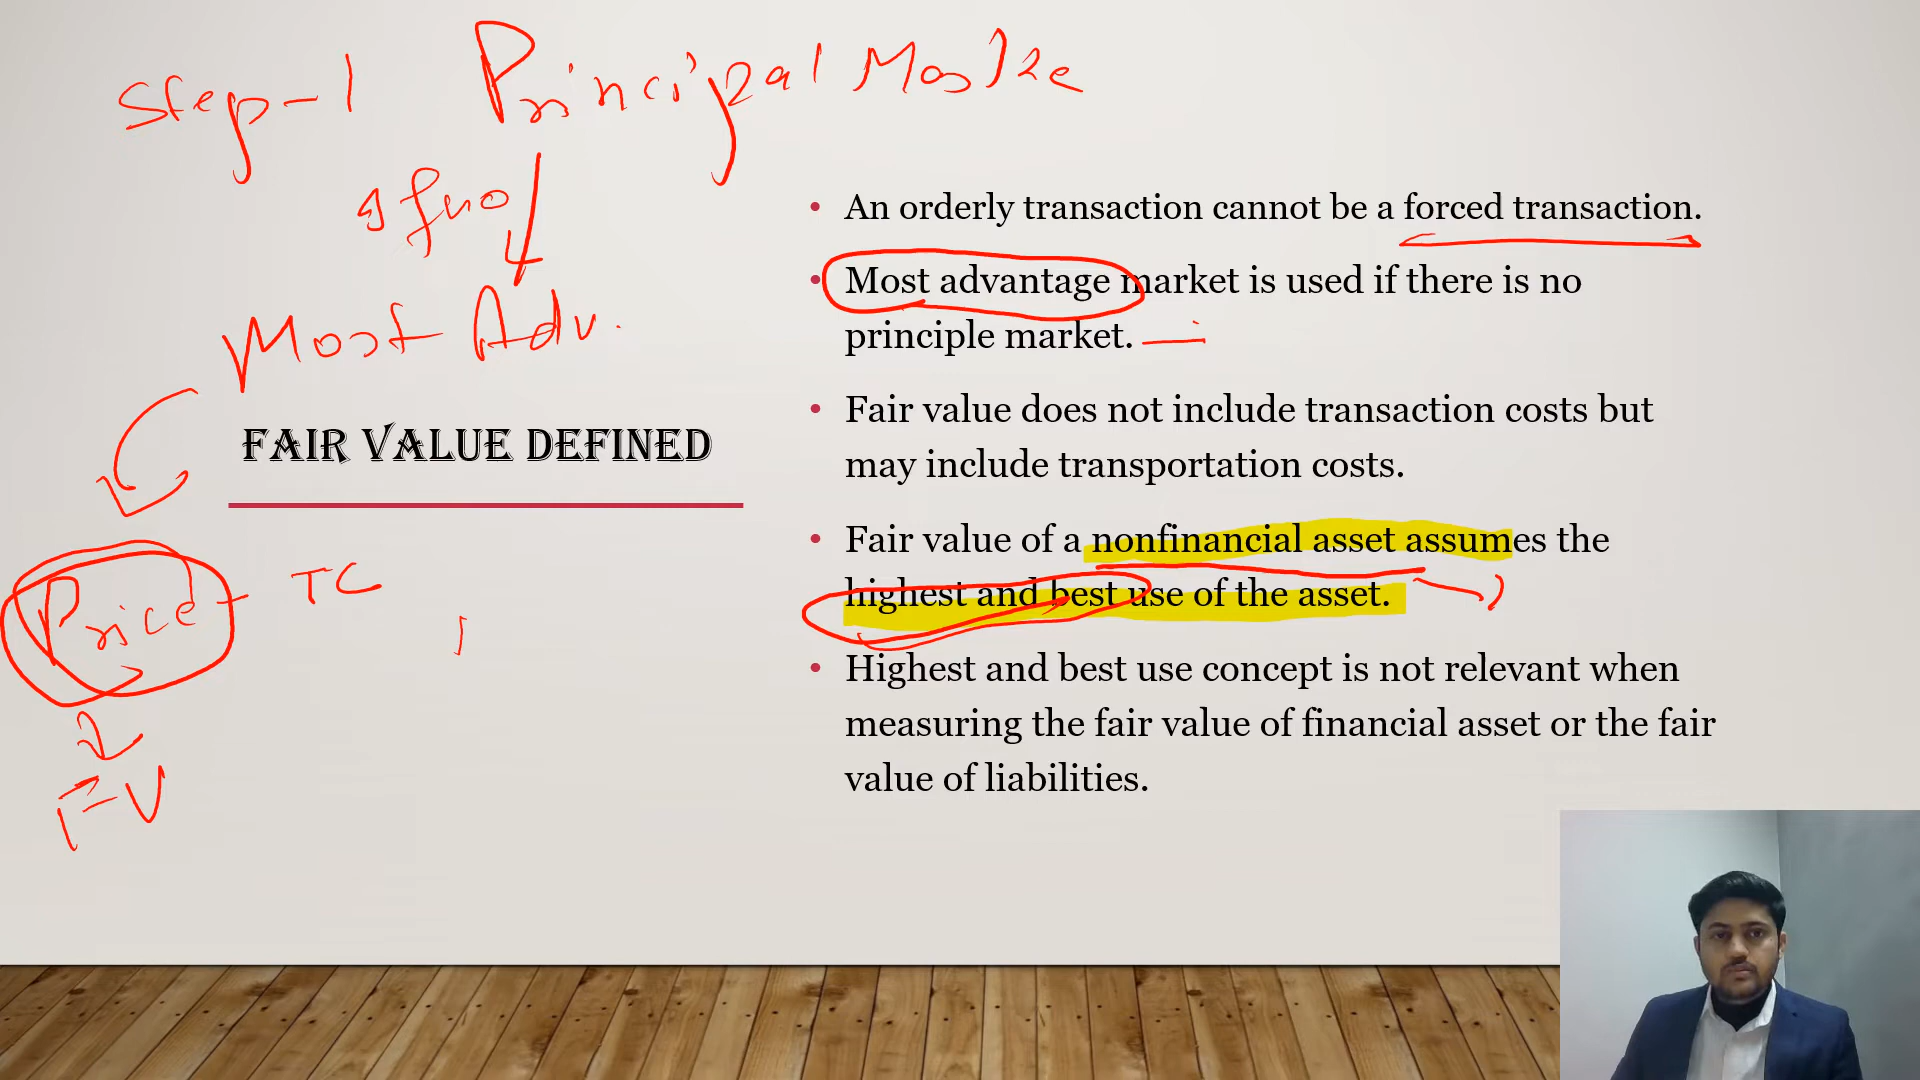 Step-1 Principal Marke
If no
Most Adv.
FAIR VALUE DEFINED
Price - TC
FV
• An orderly transaction cannot be a forced transaction.
• Most advantage market is used if there is no
principle market.
• Fair value does not include transaction costs but
may include transportation costs.
• Fair value of a nonfinancial asset assumes the
highest and best use of the asset.
• Highest and best use concept is not relevant when
measuring the fair value of financial asset or the fair
value of liabilities.